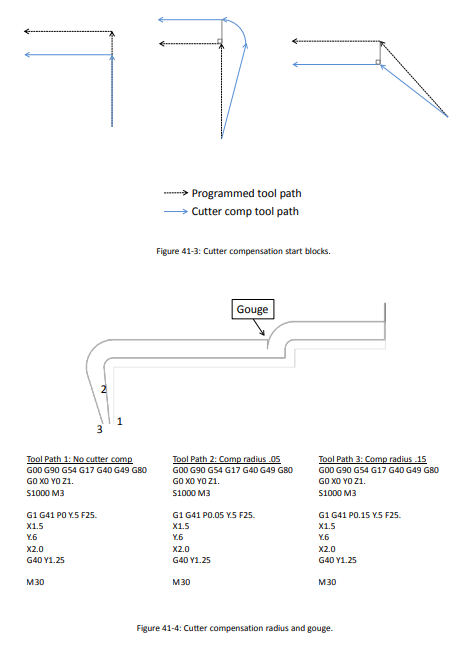 Programmed tool path
Cutter comp tool path
Figure 41-3: Cutter compensation start blocks.
Gouge
2
1
3
Tool Path 1: No cutter comp
G00 G90 G54 G17 G40 G49 G80
G0 X0 Y0 Z1.
S1000 M3
G1 G41 P0 Y.5 F25.
X1.5
Y.6
X2.0
G40 Y1.25
M30
Tool Path 2: Comp radius .05
G00 G90 G54 G17 G40 G49 G80
G0 X0 Y0 Z1.
S1000 M3
G1 G41 P0.05 Y.5 F25.
X1.5
Y.6
X2.0
G40 Y1.25
M30
Tool Path 3: Comp radius .15
G00 G90 G54 G17 G40 G49 G80
G0 X0 Y0 Z1.
S1000 M3
G1 G41 P0.15 Y.5 F25.
X1.5
Y.6
X2.0
G40 Y1.25
M30
Figure 41-4: Cutter compensation radius and gouge.